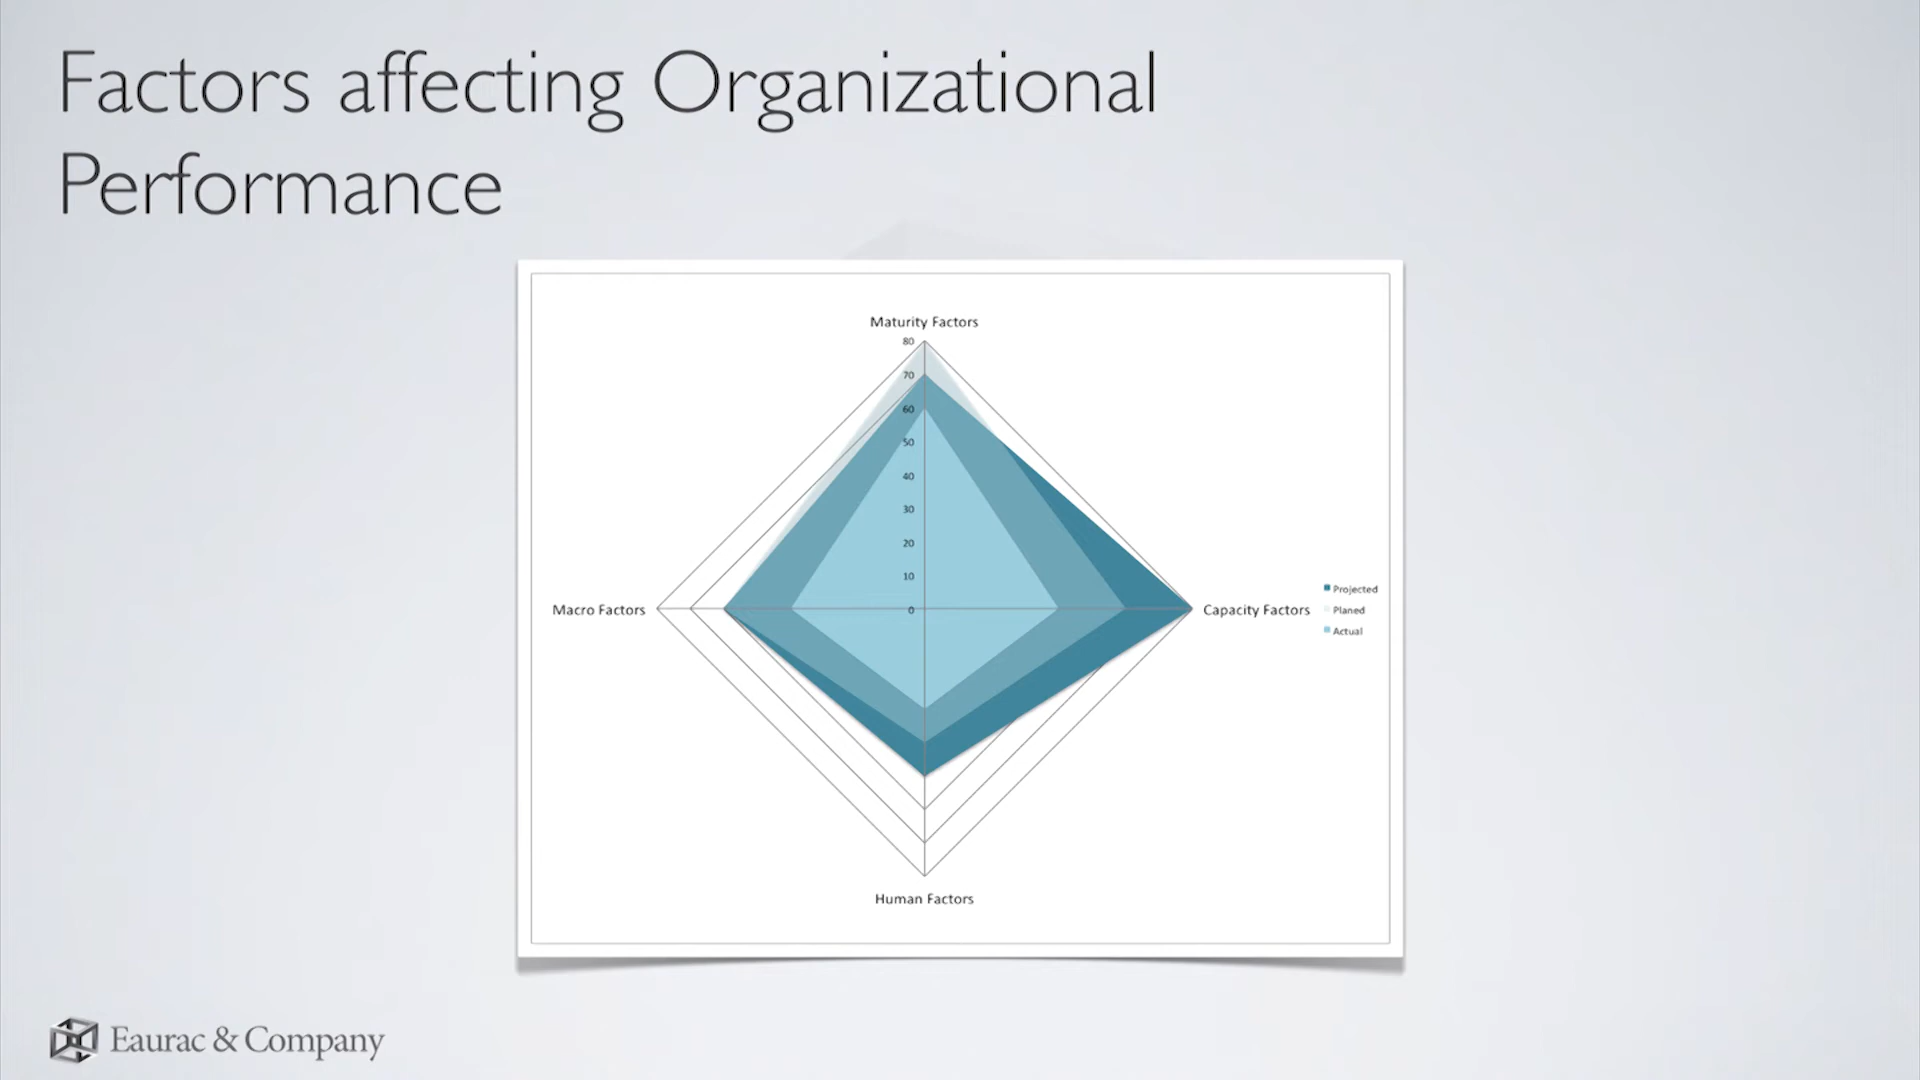 Factors affecting Organizational
Performance
Maturity Factors
80
70
60
50
40
30
20
10
0
Macro Factors
Capacity Factors
Projected
Planed
Actual
Human Factors
Eaurac & Company